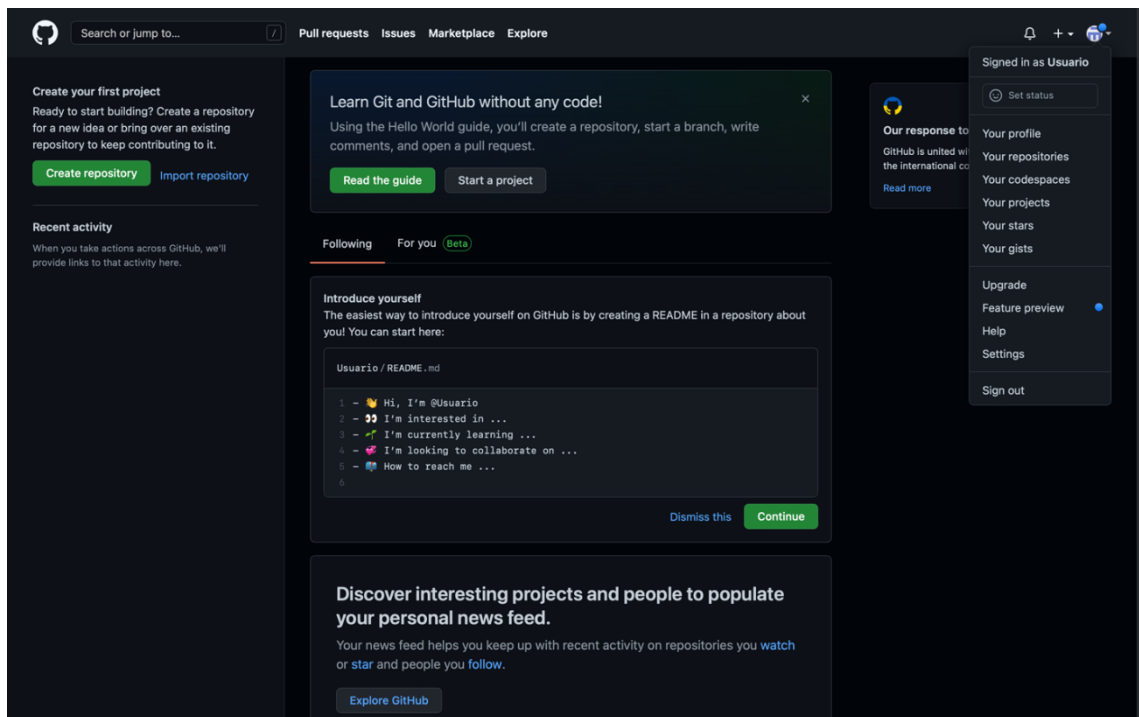 Search or jump to... /
Pull requests Issues Marketplace Explore
Signed in as Usuario
Set status
Your profile
Your repositories
Your codespaces
Your projects
Your stars
Your gists
Upgrade
Feature preview
Help
Settings
Sign out
Create your first project
Ready to start building? Create a repository
for a new idea or bring over an existing
repository to keep contributing to it.
Create repository Import repository
Recent activity
When you take actions across GitHub, we'll
provide links to that activity here.
Learn Git and GitHub without any code!
Using the Hello World guide, you'll create a repository, start a branch, write
comments, and open a pull request.
Read the guide Start a project
Following For you Beta
Introduce yourself
The easiest way to introduce yourself on GitHub is by creating a README in a repository about
you! You can start here:
Usuario/README.md
1 - 👋 Hi, I'm @Usuario
2 - 👀 I'm interested in ...
3 - 🌱 I'm currently learning ...
4 - 💞️ I'm looking to collaborate on ...
5 - 📫 How to reach me ...
6
Dismiss this Continue
Discover interesting projects and people to populate
your personal news feed.
Your news feed helps you keep up with recent activity on repositories you watch
or star and people you follow.
Explore GitHub
Our response to
GitHub is united wi
the international co
Read more